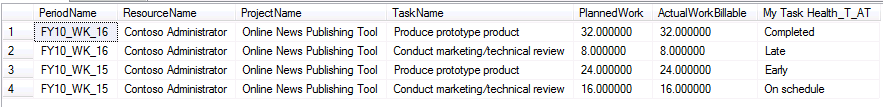 PeriodName ResourceName ProjectName TaskName PlannedWork ActualWorkBillable My Task Health_T_AT
1 FY10_WK_16 Contoso Administrator Online News Publishing Tool Produce prototype product 32.000000 32.000000 Completed
2 FY10_WK_16 Contoso Administrator Online News Publishing Tool Conduct marketing/technical review 8.000000 8.000000 Late
3 FY10_WK_15 Contoso Administrator Online News Publishing Tool Produce prototype product 24.000000 24.000000 Early
4 FY10_WK_15 Contoso Administrator Online News Publishing Tool Conduct marketing/technical review 16.000000 16.000000 On schedule